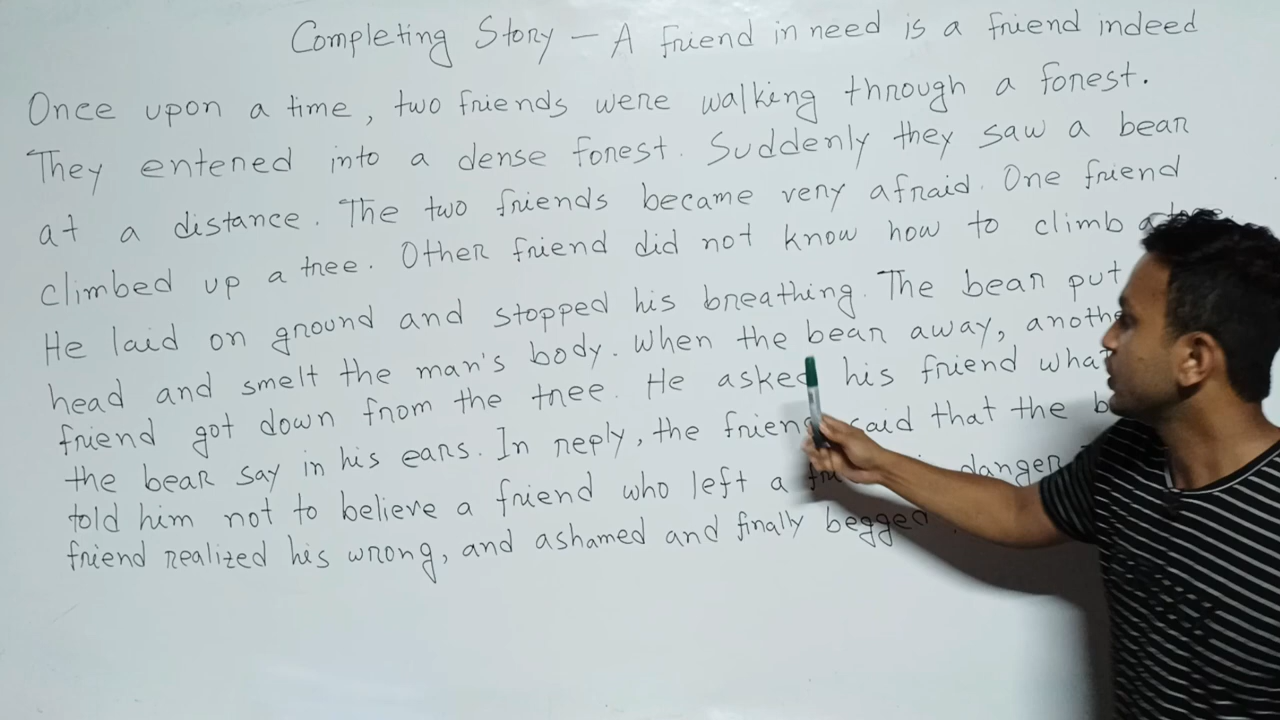 Completing Story - A friend in need is a friend indeed
Once upon a time, two friends were walking through a forest.
They entered into a dense forest. Suddenly they saw a bear
at a distance. The two friends became very afraid. One friend
climbed up a tree. Other friend did not know how to climb a
He laid on ground and stopped his breathing. The bear put
head and smelt the man's body. When the bear away,
friend got down from the tree. He asked his friend what
the bear say in his ears. In reply, the friend said that the
told him not to believe a friend who left a danger
friend realized his wrong, and ashamed and finally begged